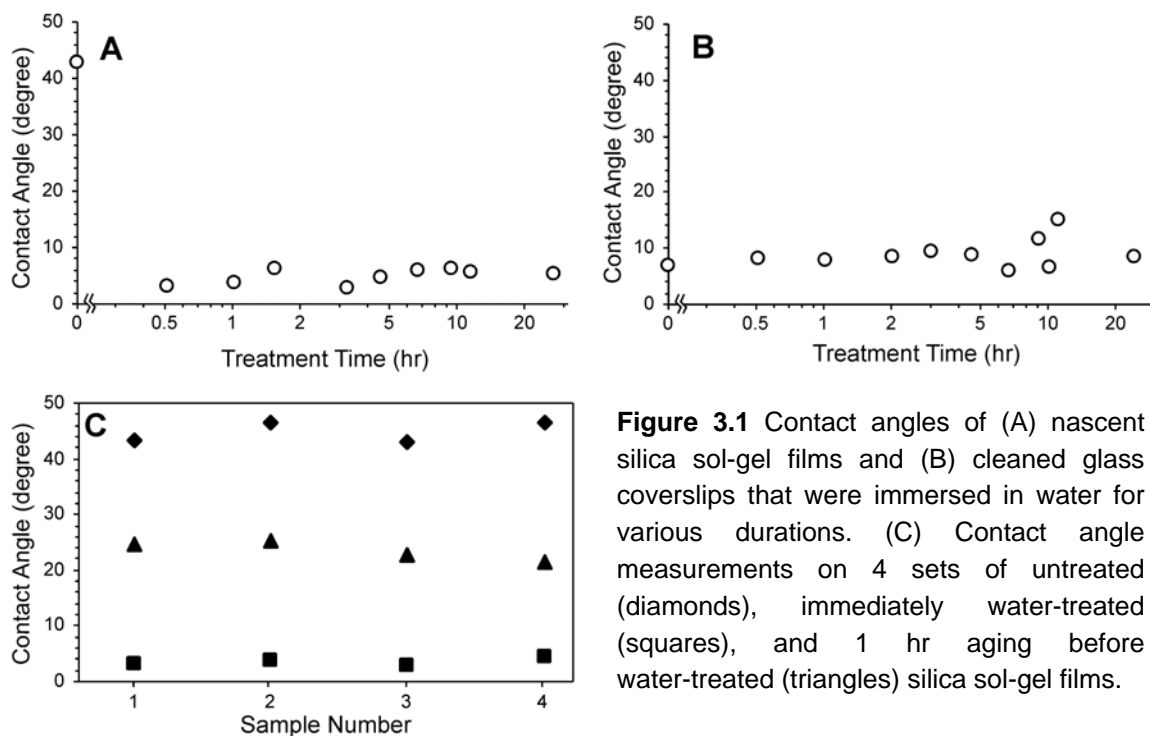 A
Contact Angle (degree)
50
40
30
20
10
0
0 0.5 1 2 5 10 20
Treatment Time (hr)
B
Contact Angle (degree)
50
40
30
20
10
0
0 0.5 1 2 5 10 20
Treatment Time (hr)
C
Contact Angle (degree)
50
40
30
20
10
0
1 2 3 4
Sample Number
Figure 3.1 Contact angles of (A) nascent
silica sol-gel films and (B) cleaned glass
coverslips that were immersed in water for
various durations. (C) Contact angle
measurements on 4 sets of untreated
(diamonds), immediately water-treated
(squares), and 1 hr aging before
water-treated (triangles) silica sol-gel films.